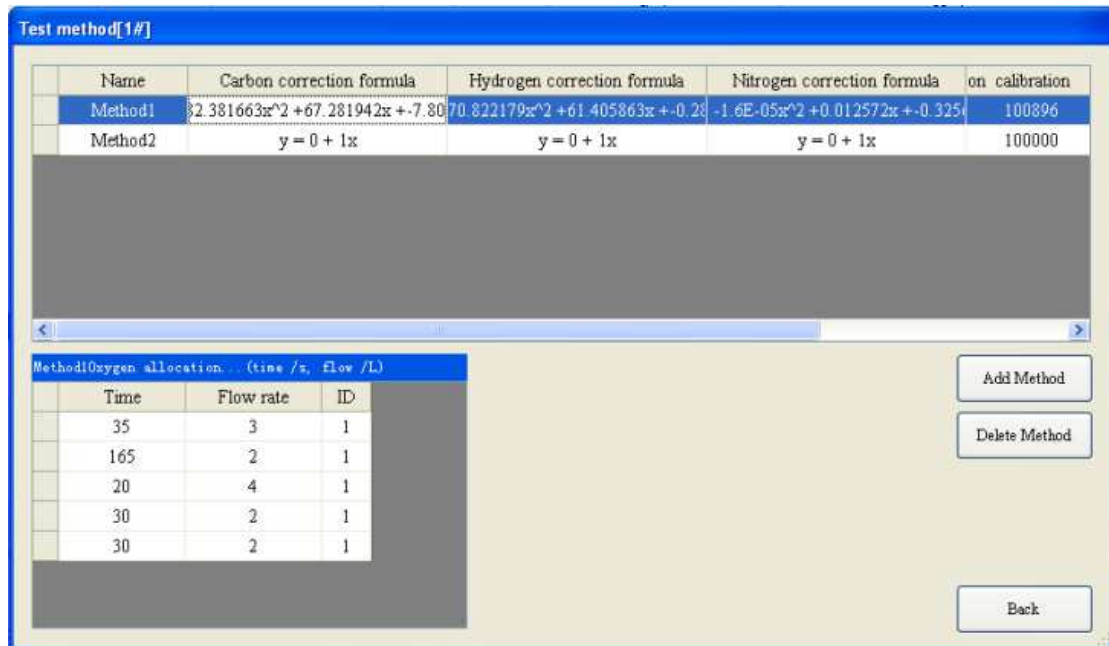 Test method[1#]
Name Carbon correction formula Hydrogen correction formula Nitrogen correction formula on calibration
Method1 32.381663x^2 +67.281942x +-7.80 70.822179x^2 +61.405863x +-0.28 -1.6E-05x^2 +0.012572x +-0.3256 100896
Method2 y = 0 + 1x y = 0 + 1x y = 0 + 1x 100000
Method1Oxygen allocation...(time /s, flow /L)
Time Flow rate ID
35 3 1
165 2 1
20 4 1
30 2 1
30 2 1
Add Method
Delete Method
Back